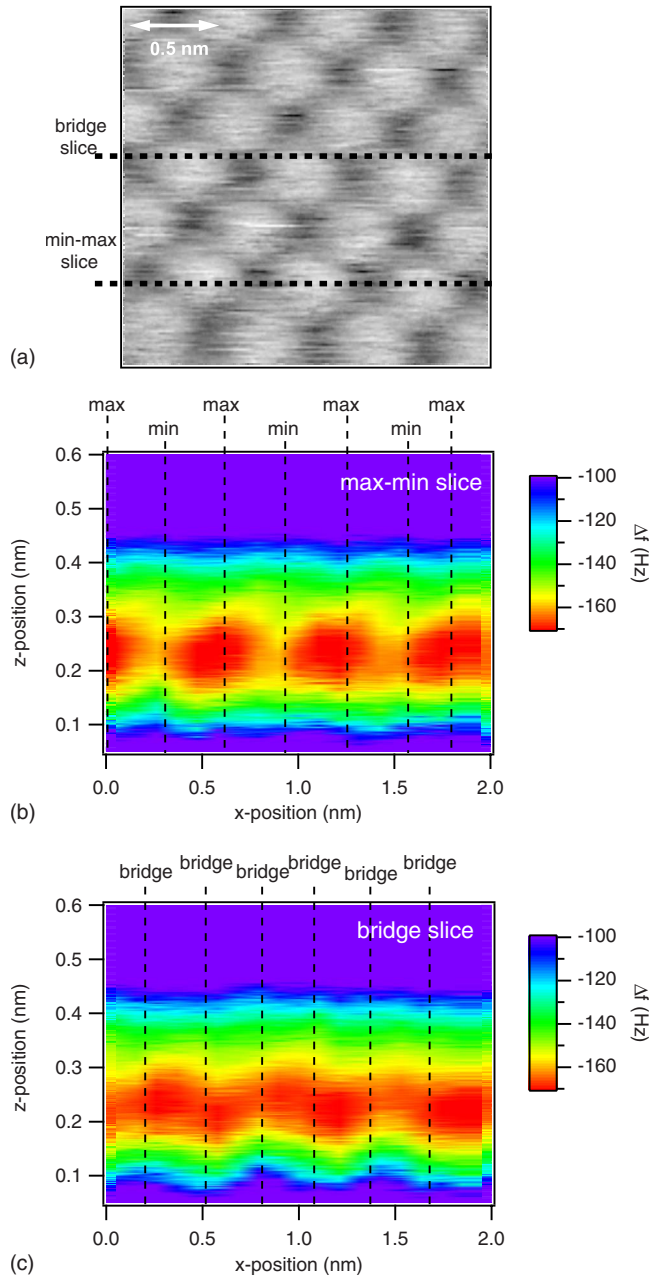 0.5 nm
bridge
slice
min-max
slice
(a)
max max max max
min min min
max-min slice
0.6
0.5
0.4
0.3
0.2
0.1
z-position (nm)
0.0 0.5 1.0 1.5 2.0
x-position (nm)
-100
-120
-140
-160
Δf (Hz)
(b)
bridge bridge bridge bridge bridge bridge
bridge slice
0.6
0.5
0.4
0.3
0.2
0.1
z-position (nm)
0.0 0.5 1.0 1.5 2.0
x-position (nm)
-100
-120
-140
-160
Δf (Hz)
(c)